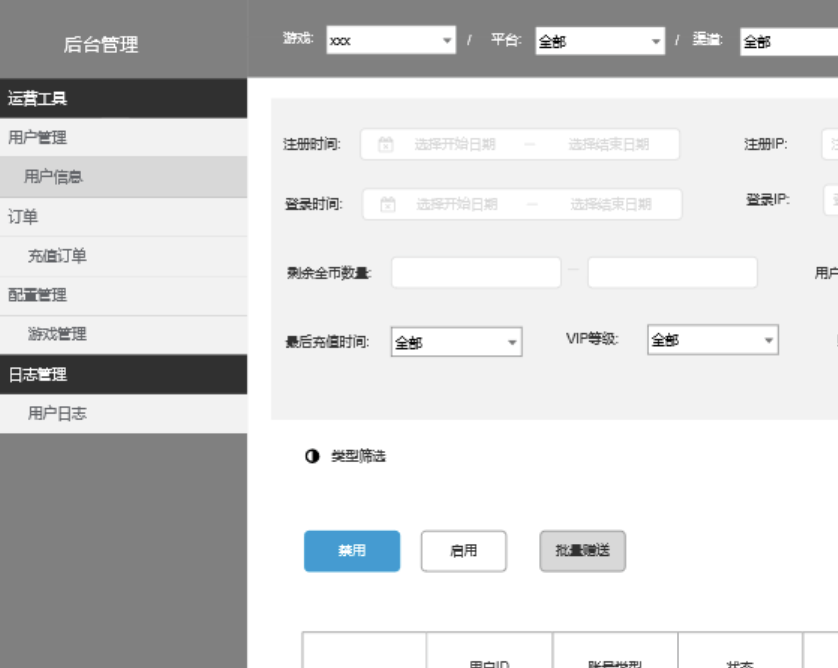 后台管理
游戏: xxx / 平台: 全部 / 渠道: 全部
运营工具
用户管理
用户信息
订单
充值订单
配置管理
游戏管理
日志管理
用户日志
注册时间: 选择开始日期 — 选择结束日期 注册IP:
登录时间: 选择开始日期 — 选择结束日期 登录IP:
剩余全币数量: — 用户
最后充值时间: 全部 VIP等级: 全部
类型筛选
禁用 启用 批量赠送
用户ID 账号类型 状态